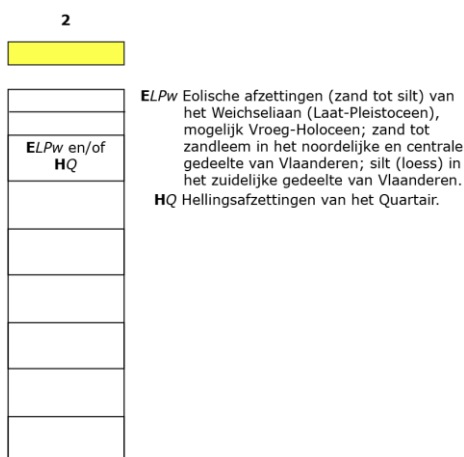 2
ELPw Eolische afzettingen (zand tot silt) van
het Weichseliaan (Laat-Pleistoceen),
mogelijk Vroeg-Holoceen; zand tot
zandleem in het noordelijke en centrale
gedeelte van Vlaanderen; silt (loess) in
het zuidelijke gedeelte van Vlaanderen.
HQ Hellingsafzettingen van het Quartair.
ELPw en/of
HQ